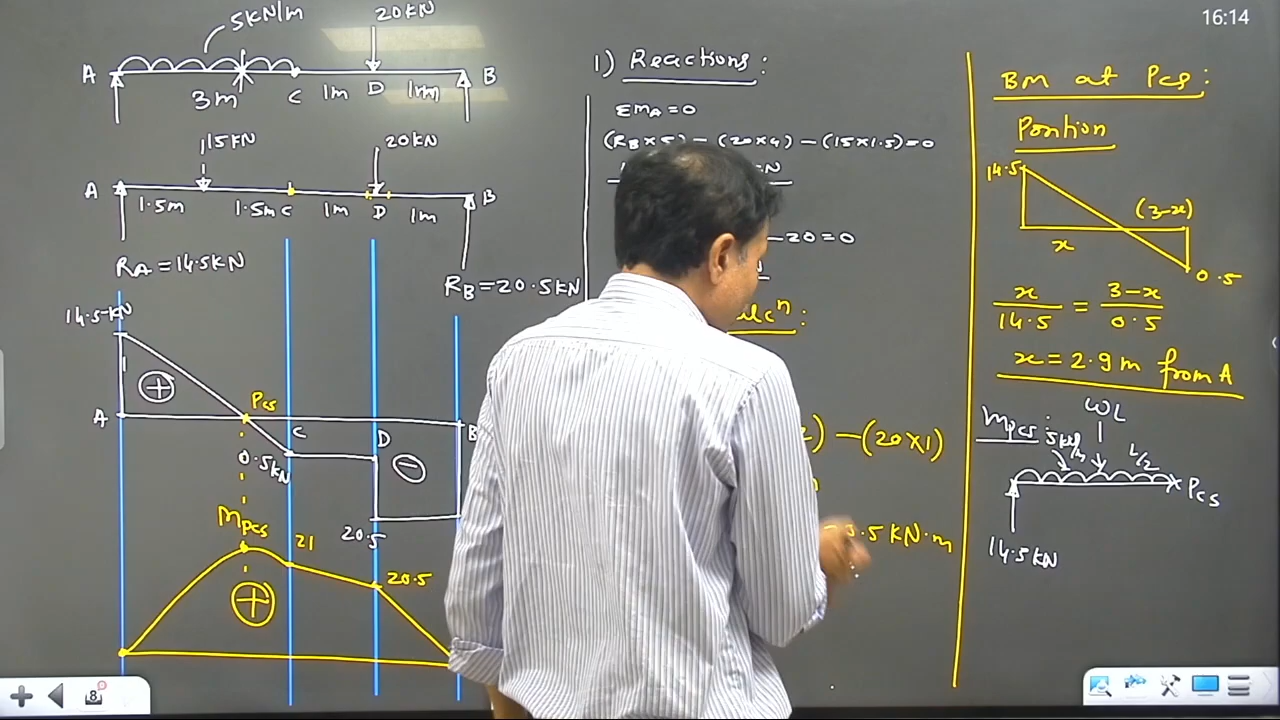 16:14
5KN/m
20KN
A
B
3m
C
1m
D
1m
15KN
20KN
A
B
1.5m
1.5m
C
1m
D
1m
RA = 14.5KN
RB = 20.5KN
14.5KN
+
Pcs
A
C
D
B
0.5KN
−
20.5
Mpcs
21
20.5
+
1) Reactions:
ΣMA = 0
(RB × 5) − (20 × 4) − (15 × 1.5) = 0
− 20 = 0
lcⁿ:
) − (20 × 1)
.5 KN.m
BM at Pcs:
Position
14.5
(3−x)
x
0.5
x/14.5 = (3−x)/0.5
x = 2.9 m from A
Mpcs:
WL
L/2
Pcs
14.5KN
8